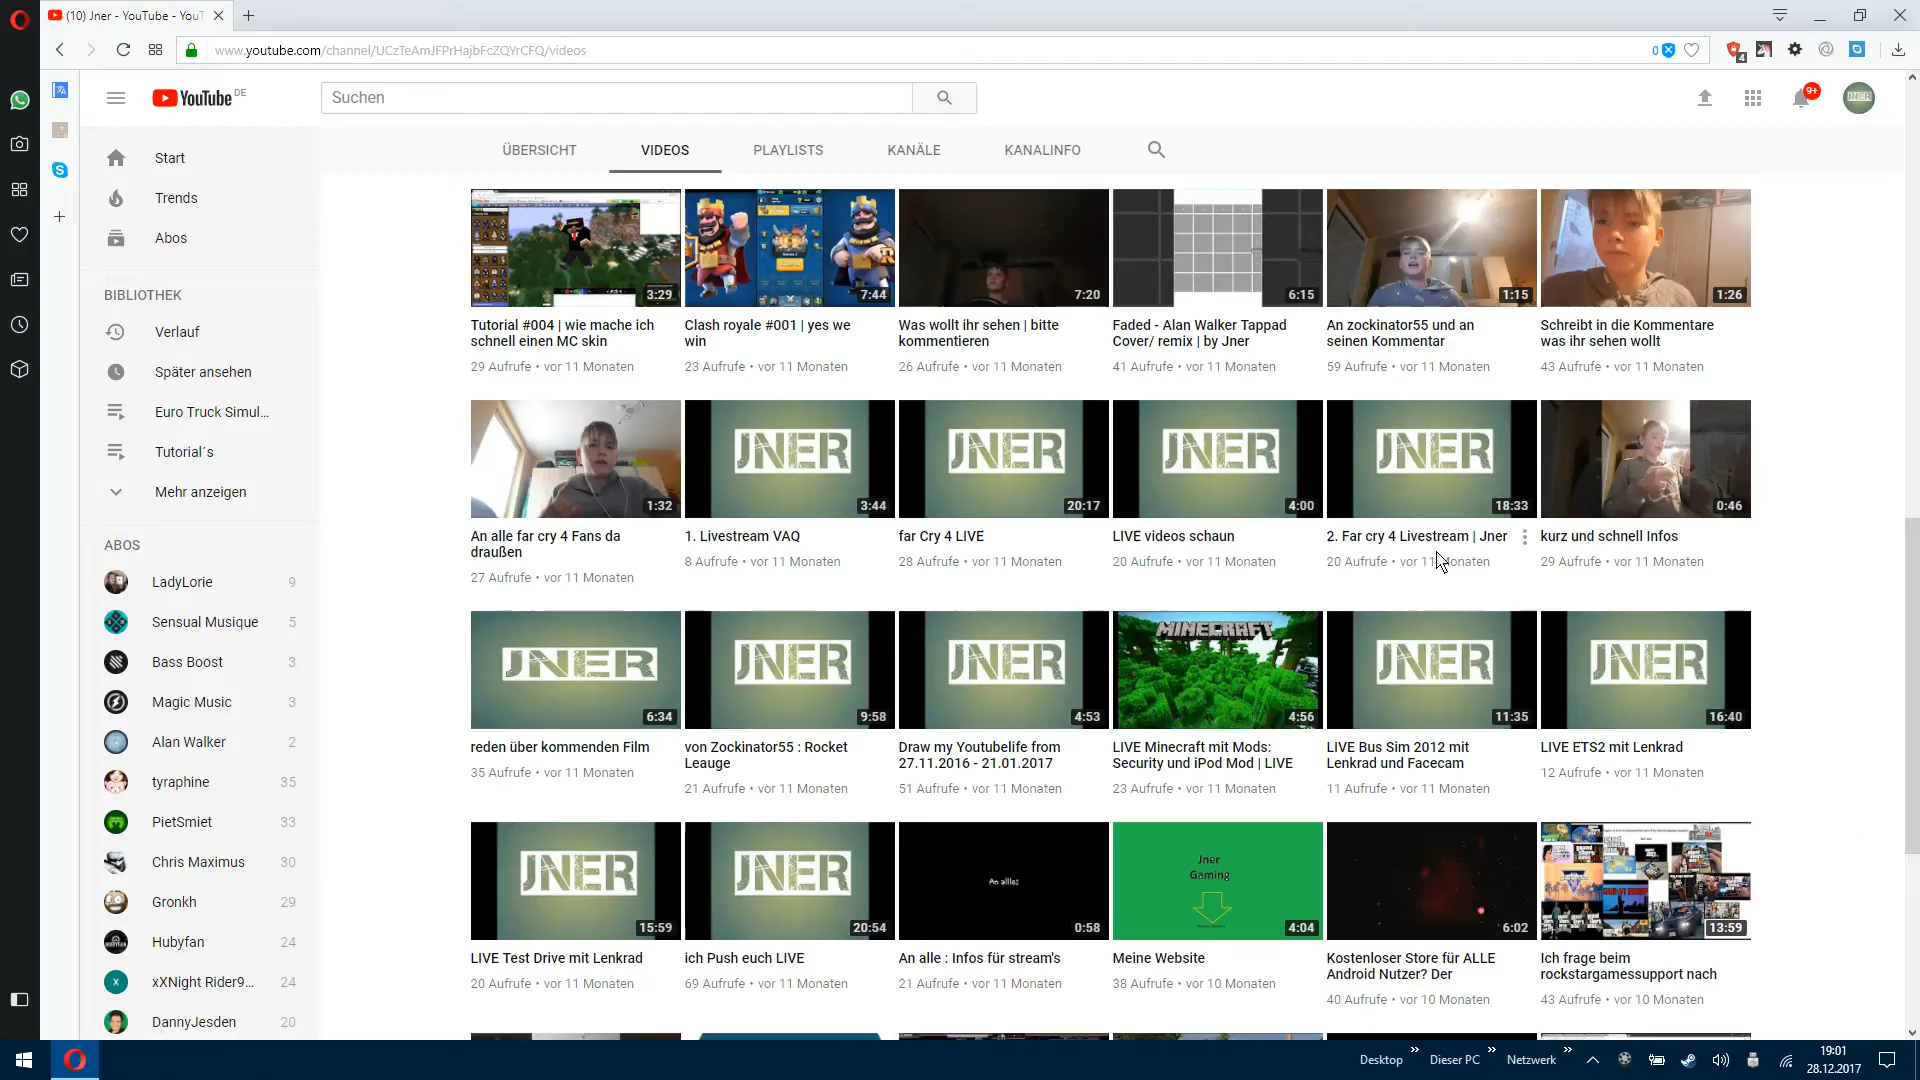 (10) Jner - YouTube - YouT
www.youtube.com/channel/UCzTeAmJFPrHajbFcZQYrCFQ/videos
0
4
YouTube DE
Suchen
9+
JNER
Start
Trends
Abos
BIBLIOTHEK
Verlauf
Später ansehen
Euro Truck Simul...
Tutorial´s
Mehr anzeigen
ABOS
LadyLorie 9
Sensual Musique 5
Bass Boost 3
Magic Music 3
Alan Walker 2
tyraphine 35
PietSmiet 33
Chris Maximus 30
Gronkh 29
Hubyfan 24
xXNight Rider9... 24
DannyJesden 20
ÜBERSICHT VIDEOS PLAYLISTS KANÄLE KANALINFO
3:29
Tutorial #004 | wie mache ich
schnell einen MC skin
29 Aufrufe • vor 11 Monaten
7:44
Clash royale #001 | yes we
win
23 Aufrufe • vor 11 Monaten
7:20
Was wollt ihr sehen | bitte
kommentieren
26 Aufrufe • vor 11 Monaten
6:15
Faded - Alan Walker Tappad
Cover/ remix | by Jner
41 Aufrufe • vor 11 Monaten
1:15
An zockinator55 und an
seinen Kommentar
59 Aufrufe • vor 11 Monaten
1:26
Schreibt in die Kommentare
was ihr sehen wollt
43 Aufrufe • vor 11 Monaten
1:32
An alle far cry 4 Fans da
draußen
27 Aufrufe • vor 11 Monaten
JNER
3:44
1. Livestream VAQ
8 Aufrufe • vor 11 Monaten
JNER
20:17
far Cry 4 LIVE
28 Aufrufe • vor 11 Monaten
JNER
4:00
LIVE videos schaun
20 Aufrufe • vor 11 Monaten
JNER
18:33
2. Far cry 4 Livestream | Jner
20 Aufrufe • vor 11 Monaten
0:46
kurz und schnell Infos
29 Aufrufe • vor 11 Monaten
JNER
6:34
reden über kommenden Film
35 Aufrufe • vor 11 Monaten
JNER
9:58
von Zockinator55 : Rocket
Leauge
21 Aufrufe • vor 11 Monaten
JNER
4:53
Draw my Youtubelife from
27.11.2016 - 21.01.2017
51 Aufrufe • vor 11 Monaten
MINECRAFT
4:56
LIVE Minecraft mit Mods:
Security und iPod Mod | LIVE
23 Aufrufe • vor 11 Monaten
JNER
11:35
LIVE Bus Sim 2012 mit
Lenkrad und Facecam
11 Aufrufe • vor 11 Monaten
JNER
16:40
LIVE ETS2 mit Lenkrad
12 Aufrufe • vor 11 Monaten
JNER
15:59
LIVE Test Drive mit Lenkrad
20 Aufrufe • vor 11 Monaten
JNER
20:54
ich Push euch LIVE
69 Aufrufe • vor 11 Monaten
An alle:
0:58
An alle : Infos für stream's
21 Aufrufe • vor 11 Monaten
Jner
Gaming
4:04
Meine Website
38 Aufrufe • vor 10 Monaten
6:02
Kostenloser Store für ALLE
Android Nutzer? Der
40 Aufrufe • vor 10 Monaten
13:59
Ich frage beim
rockstargamessupport nach
43 Aufrufe • vor 10 Monaten
Desktop » Dieser PC » Netzwerk »
19:01
28.12.2017